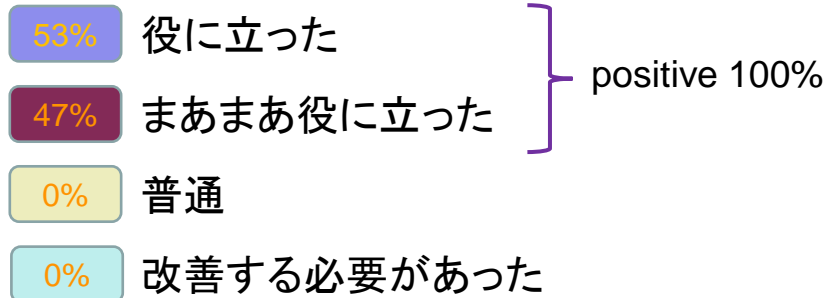 53% 役に立った
positive 100%
47% まあまあ役に立った
0% 普通
0% 改善する必要があった